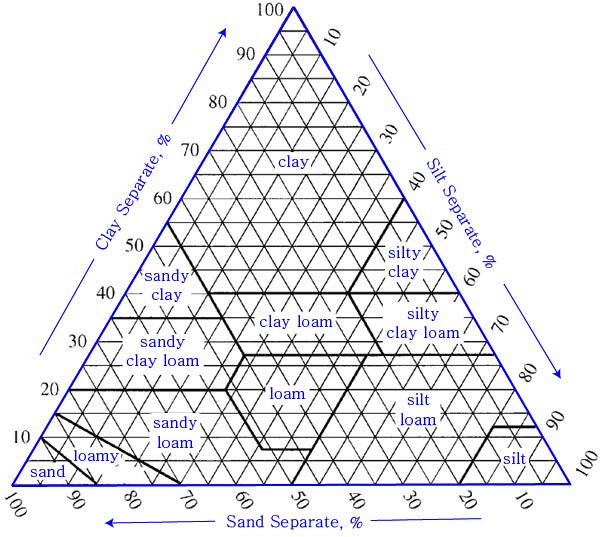 100
90
80
70
60
50
40
30
20
10
10
20
30
40
50
60
70
80
90
100
Clay Separate, %
Silt Separate, %
clay
silty
clay
sandy
clay
clay loam
silty
clay loam
sandy
clay loam
loam
silt
loam
sandy
loam
loamy
sand
silt
100
90
80
70
60
50
40
30
20
10
Sand Separate, %